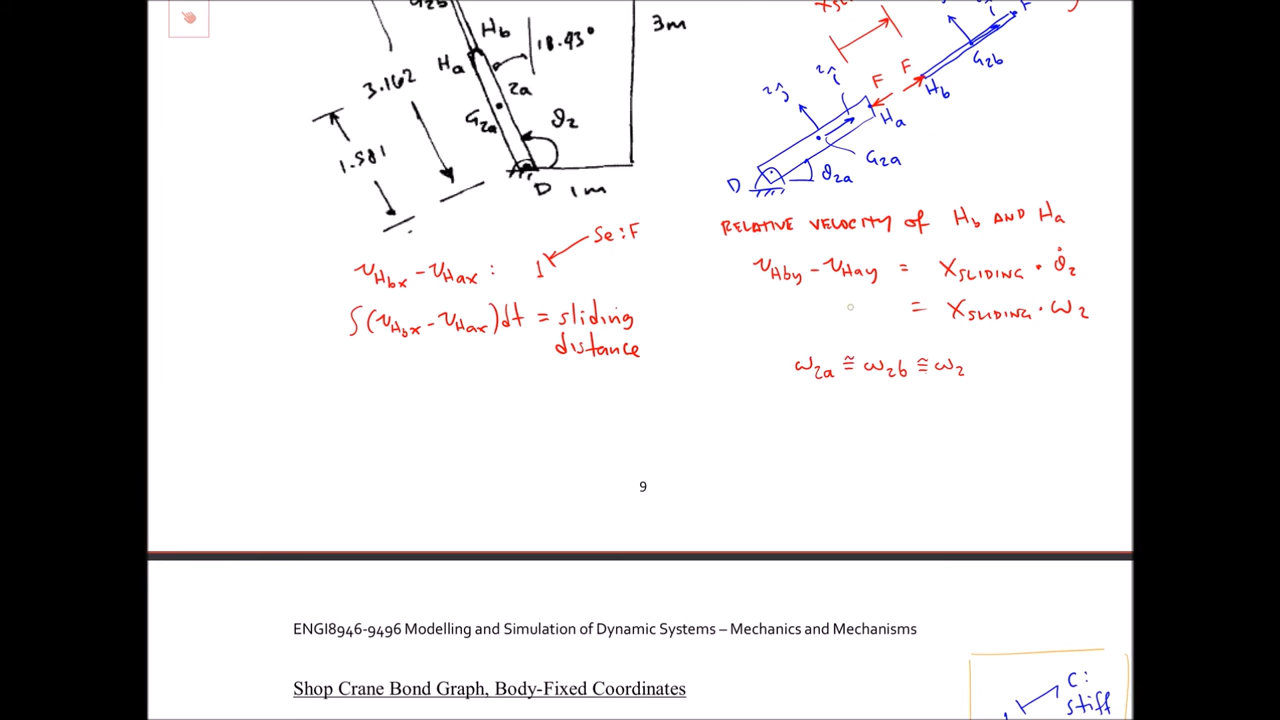 G2b
Hb
18.43°
3m
Ha
3.162
2a
G2a
ϑ2
1.581
D 1m
F F
G2b
Hb
2ĵ 2î
Ha
G2a
D ϑ2a
RELATIVE VELOCITY of Hb AND Ha
Se:F
vHbx - vHax : 1
vHby - vHay = XSLIDING · ϑ̇2
∫(vHbx - vHax)dt = sliding
distance
= XSLIDING · ω2
ω2a ≅ ω2b ≅ ω2
9
ENGI8946-9496 Modelling and Simulation of Dynamic Systems – Mechanics and Mechanisms
Shop Crane Bond Graph, Body-Fixed Coordinates
C:
stiff